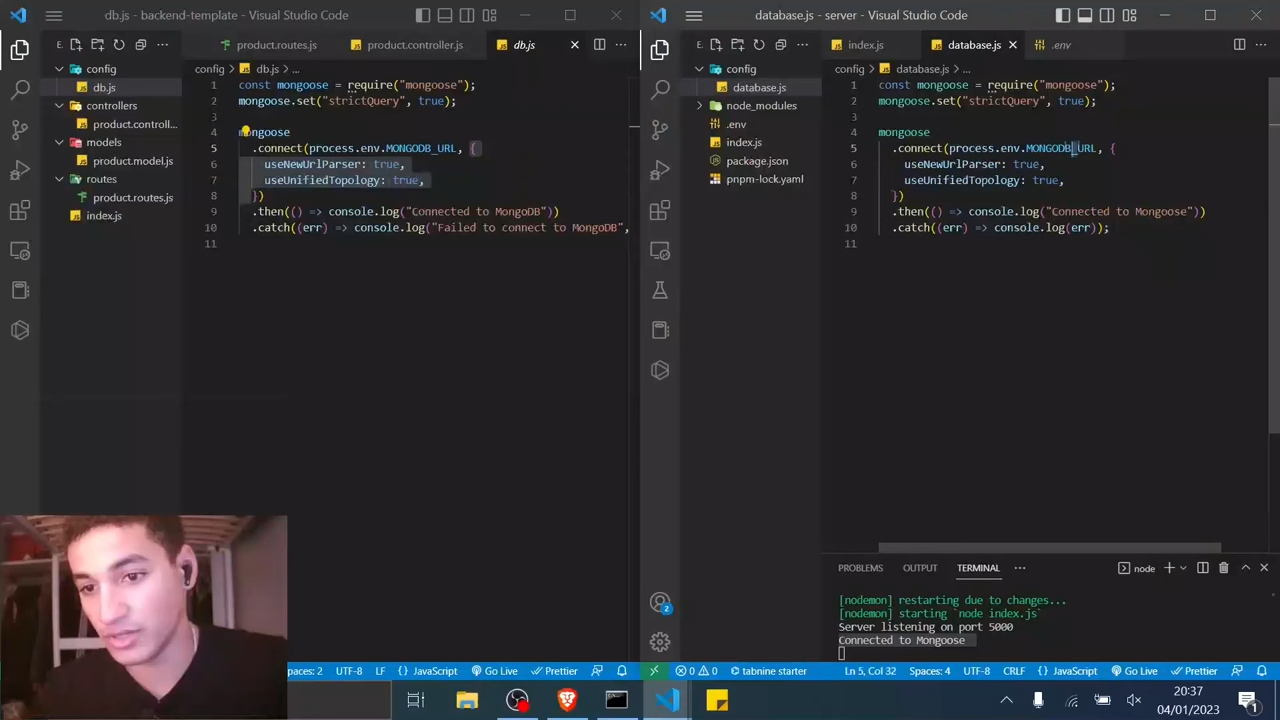 db.js - backend-template - Visual Studio Code
E.
product.routes.js
product.controller.js
db.js
config
db.js
controllers
product.controll...
models
product.model.js
routes
product.routes.js
index.js
config > db.js > ...
1 const mongoose = require("mongoose");
2 mongoose.set("strictQuery", true);
3
4 mongoose
5 .connect(process.env.MONGODB_URL, {
6 useNewUrlParser: true,
7 useUnifiedTopology: true,
8 })
9 .then(() => console.log("Connected to MongoDB"))
10 .catch((err) => console.log("Failed to connect to MongoDB",
11
Spaces: 2 UTF-8 LF {} JavaScript Go Live Prettier
database.js - server - Visual Studio Code
E.
index.js
database.js
.env
config
database.js
node_modules
.env
index.js
package.json
pnpm-lock.yaml
config > database.js > ...
1 const mongoose = require("mongoose");
2 mongoose.set("strictQuery", true);
3
4 mongoose
5 .connect(process.env.MONGODB_URL, {
6 useNewUrlParser: true,
7 useUnifiedTopology: true,
8 })
9 .then(() => console.log("Connected to Mongoose"))
10 .catch((err) => console.log(err));
11
PROBLEMS OUTPUT TERMINAL ... node
[nodemon] restarting due to changes...
[nodemon] starting `node index.js`
Server listening on port 5000
Connected to Mongoose
2
0 0 tabnine starter Ln 5, Col 32 Spaces: 4 UTF-8 CRLF {} JavaScript Go Live Prettier
20:37
04/01/2023
1